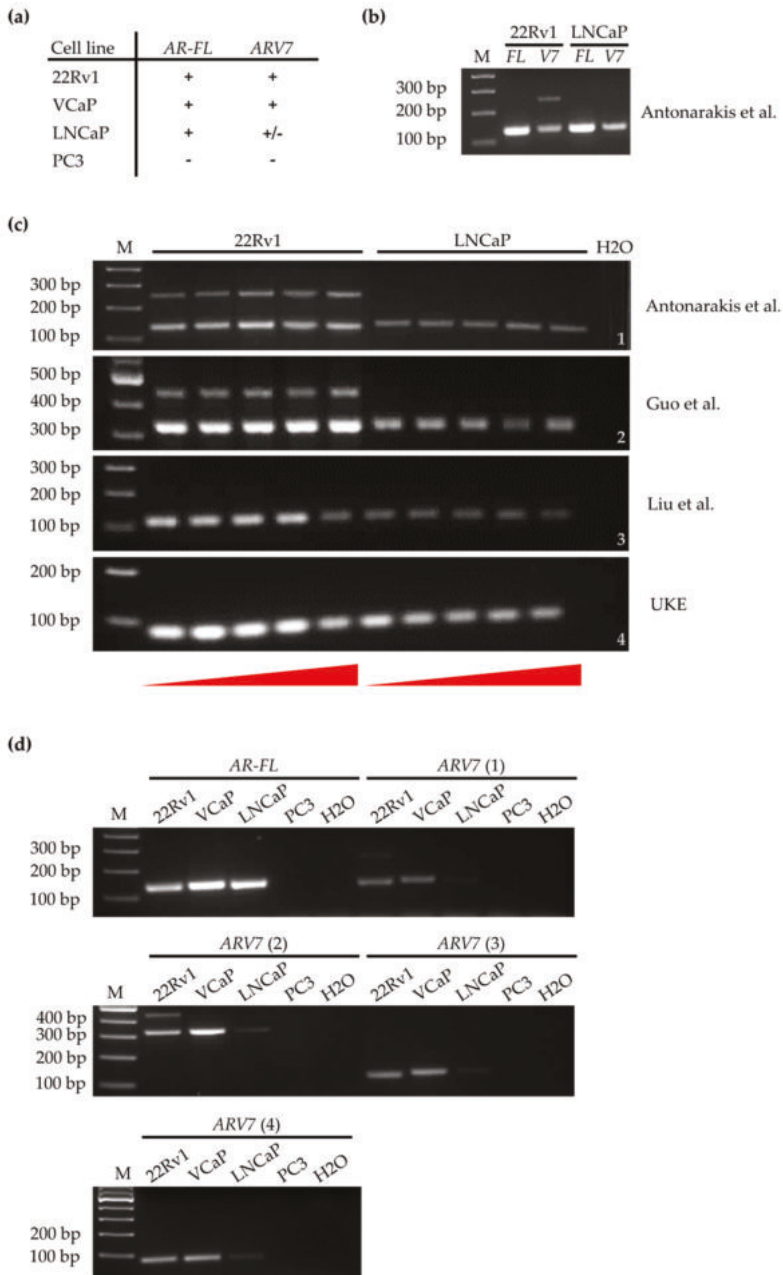 (a)
Cell line AR-FL ARV7
22Rv1 + +
VCaP + +
LNCaP + +/-
PC3 - -
(b)
22Rv1 LNCaP
M FL V7 FL V7
300 bp
200 bp
100 bp
Antonarakis et al.
(c)
M 22Rv1 LNCaP H2O
300 bp
200 bp
100 bp
Antonarakis et al.
1
500 bp
400 bp
300 bp
Guo et al.
2
300 bp
200 bp
100 bp
Liu et al.
3
200 bp
100 bp
UKE
4
(d)
AR-FL ARV7 (1)
M 22Rv1 VCaP LNCaP PC3 H2O 22Rv1 VCaP LNCaP PC3 H2O
300 bp
200 bp
100 bp
ARV7 (2) ARV7 (3)
M 22Rv1 VCaP LNCaP PC3 H2O 22Rv1 VCaP LNCaP PC3 H2O
400 bp
300 bp
200 bp
100 bp
ARV7 (4)
M 22Rv1 VCaP LNCaP PC3 H2O
200 bp
100 bp